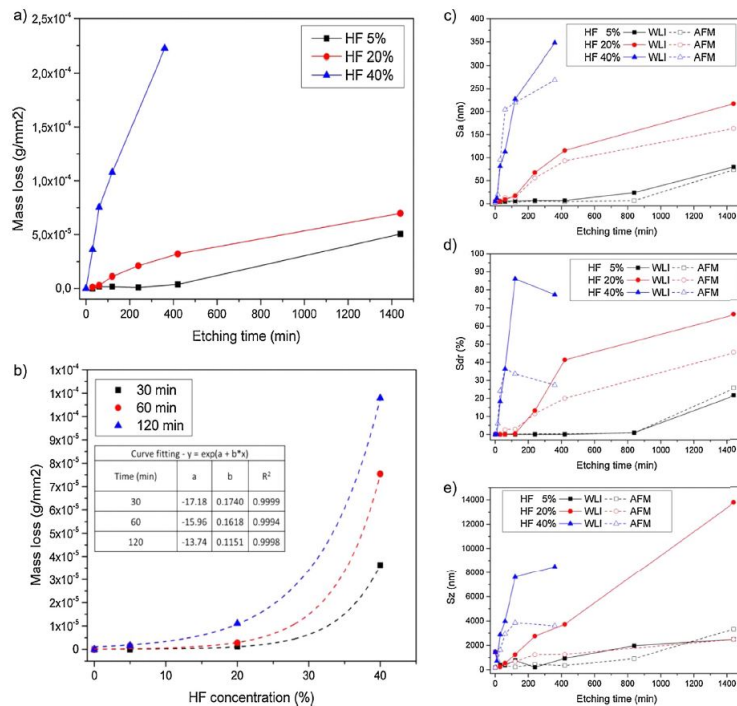 a)
2,5x10⁻⁴
2,0x10⁻⁴
1,5x10⁻⁴
1,0x10⁻⁴
5,0x10⁻⁵
0,0
Mass loss (g/mm2)
HF 5%
HF 20%
HF 40%
0 200 400 600 800 1000 1200 1400
Etching time (min)
b)
1x10⁻⁴
1x10⁻⁴
1x10⁻⁴
9x10⁻⁵
8x10⁻⁵
7x10⁻⁵
6x10⁻⁵
5x10⁻⁵
4x10⁻⁵
3x10⁻⁵
2x10⁻⁵
1x10⁻⁵
0
Mass loss (g/mm2)
30 min
60 min
120 min
Curve fitting - y = exp(a + b*x)
Time (min) a b R²
30 -17.18 0.1740 0.9999
60 -15.96 0.1618 0.9994
120 -13.74 0.1151 0.9998
0 10 20 30 40
HF concentration (%)
c)
400
350
300
250
200
150
100
50
0
Sa (nm)
HF 5% WLI AFM
HF 20% WLI AFM
HF 40% WLI AFM
0 200 400 600 800 1000 1200 1400
Etching time (min)
d)
100
90
80
70
60
50
40
30
20
10
0
Sdr (%)
HF 5% WLI AFM
HF 20% WLI AFM
HF 40% WLI AFM
0 200 400 600 800 1000 1200 1400
Etching time (min)
e)
14000
12000
10000
8000
6000
4000
2000
0
Sz (nm)
HF 5% WLI AFM
HF 20% WLI AFM
HF 40% WLI AFM
0 200 400 600 800 1000 1200 1400
Etching time (min)